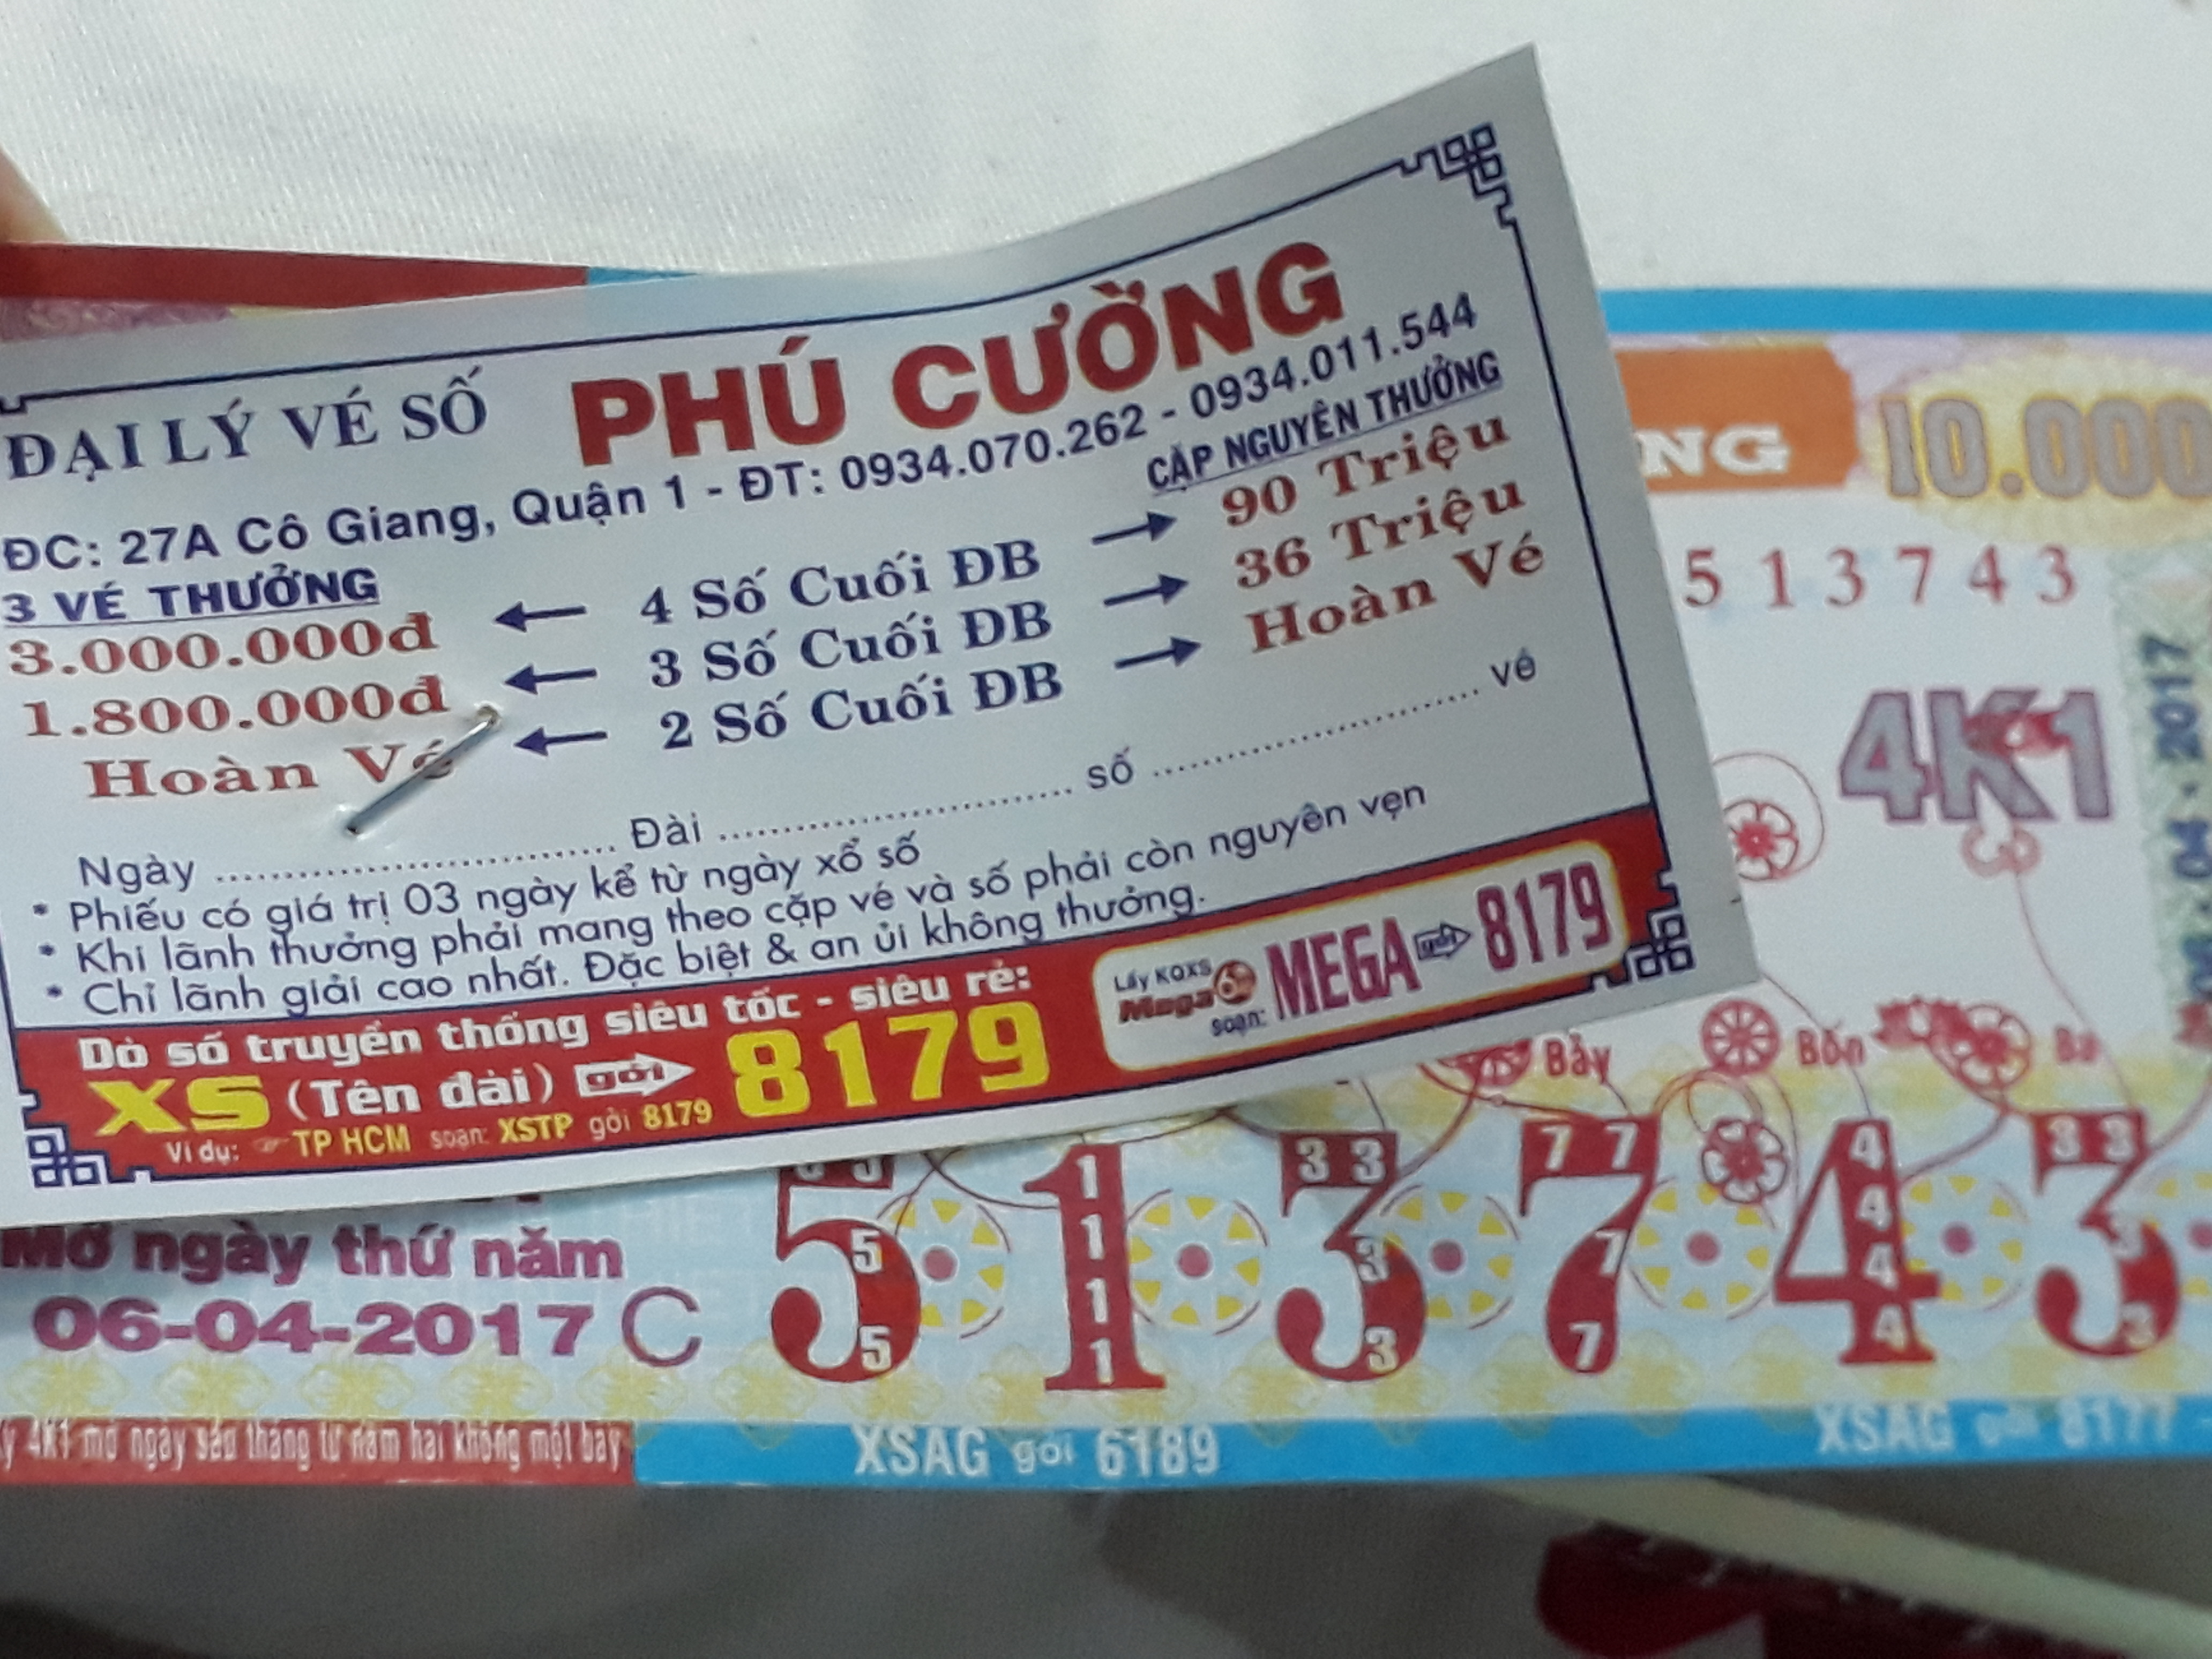 ĐẠI LÝ VÉ SỐ PHÚ CƯỜNG
ĐC: 27A Cô Giang, Quận 1 - ĐT: 0934.070.262 - 0934.011.544
3 VÉ THƯỞNG
CẶP NGUYÊN THƯỞNG
3.000.000đ 4 Số Cuối ĐB 90 Triệu
1.800.000đ 3 Số Cuối ĐB 36 Triệu
Hoàn Vé 2 Số Cuối ĐB Hoàn Vé
Ngày .............................. Đài .............................. số .............................. vé
* Phiếu có giá trị 03 ngày kể từ ngày xổ số
* Khi lãnh thưởng phải mang theo cặp vé và số phải còn nguyên vẹn
* Chỉ lãnh giải cao nhất. Đặc biệt & an ủi không thưởng.
Dò số truyền thống siêu tốc - siêu rẻ:
XS (Tên đài) gởi 8179
Ví dụ: TP HCM soạn: XSTP gởi 8179
Lấy KQXS
Mega 6
soạn: MEGA gởi 8179
NG
10.000
513743
4K1
04 - 2017
Bảy Bốn Ba
Mở ngày thứ năm
06-04-2017 C
513743
4K1 mở ngày sáu tháng tư năm hai không một bảy
XSAG gởi 6189
XSAG gởi 8177